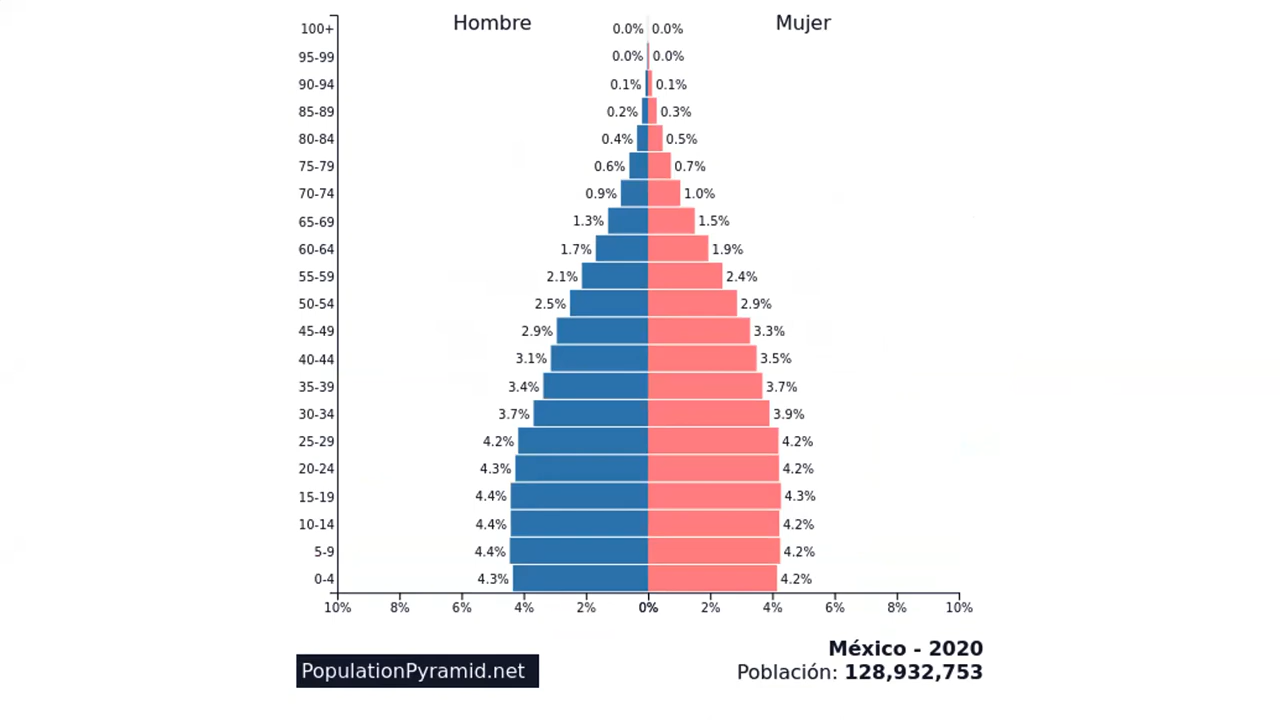 Hombre Mujer
100+ 0.0% 0.0%
95-99 0.0% 0.0%
90-94 0.1% 0.1%
85-89 0.2% 0.3%
80-84 0.4% 0.5%
75-79 0.6% 0.7%
70-74 0.9% 1.0%
65-69 1.3% 1.5%
60-64 1.7% 1.9%
55-59 2.1% 2.4%
50-54 2.5% 2.9%
45-49 2.9% 3.3%
40-44 3.1% 3.5%
35-39 3.4% 3.7%
30-34 3.7% 3.9%
25-29 4.2% 4.2%
20-24 4.3% 4.2%
15-19 4.4% 4.3%
10-14 4.4% 4.2%
5-9 4.4% 4.2%
0-4 4.3% 4.2%
10% 8% 6% 4% 2% 0% 2% 4% 6% 8% 10%
México - 2020
PopulationPyramid.net Población: 128,932,753